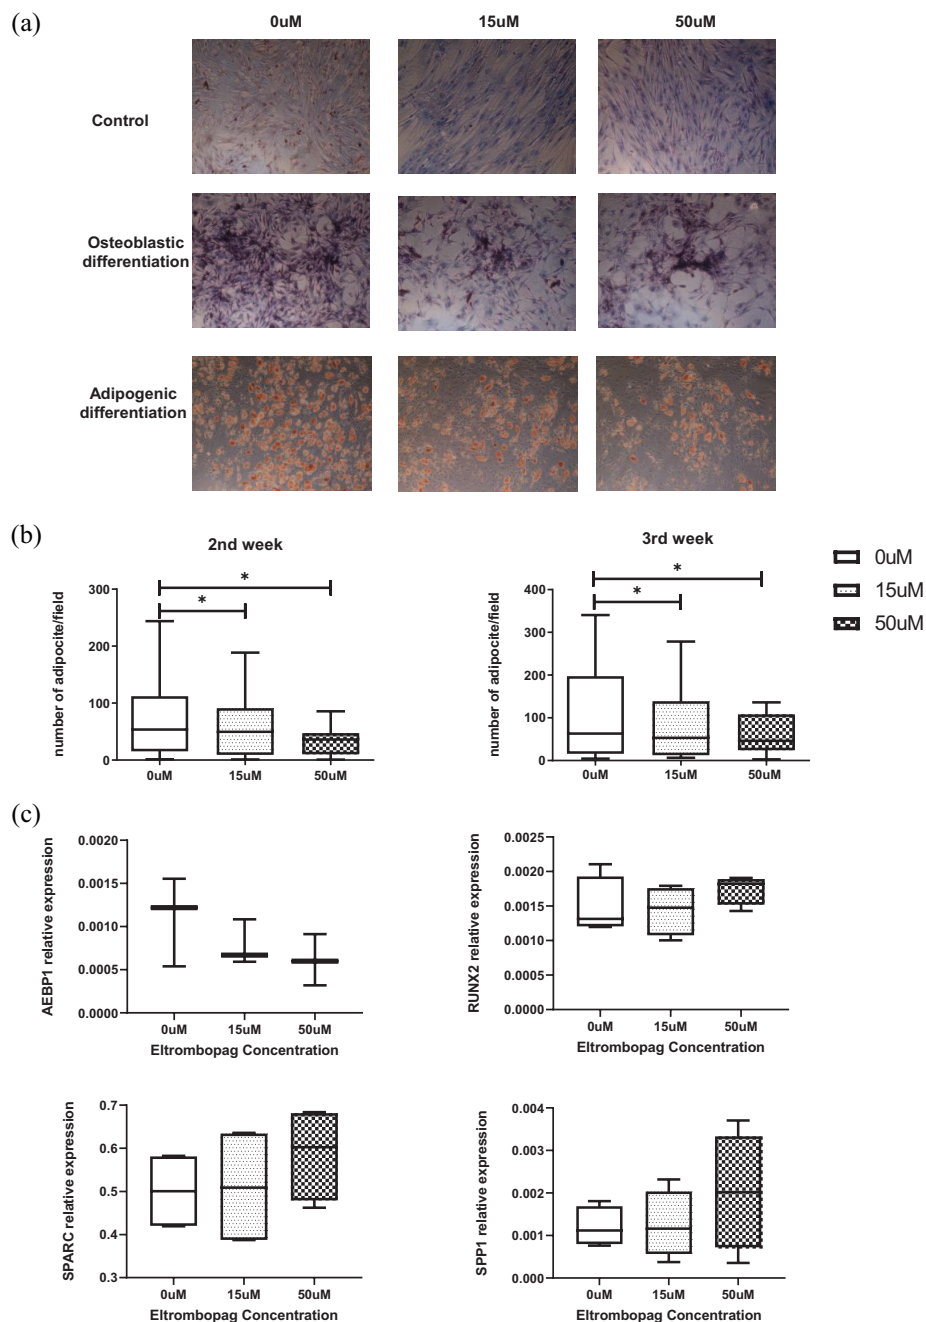 (a)
0uM 15uM 50uM
Control
Osteoblastic
differentiation
Adipogenic
differentiation
(b)
2nd week
3rd week
number of adipocite/field
300
200
100
0
*
*
0uM 15uM 50uM
number of adipocite/field
400
300
200
100
0
*
*
0uM 15uM 50uM
0uM
15uM
50uM
(c)
AEBP1 relative expression
0.0020
0.0015
0.0010
0.0005
0.0000
0uM 15uM 50uM
Eltrombopag Concentration
RUNX2 relative expression
0.0025
0.0020
0.0015
0.0010
0.0005
0.0000
0uM 15uM 50uM
Eltrombopag Concentration
SPARC relative expression
0.7
0.6
0.5
0.4
0.3
0uM 15uM 50uM
Eltrombopag Concentration
SPP1 relative expression
0.004
0.003
0.002
0.001
0.000
0uM 15uM 50uM
Eltrombopag Concentration